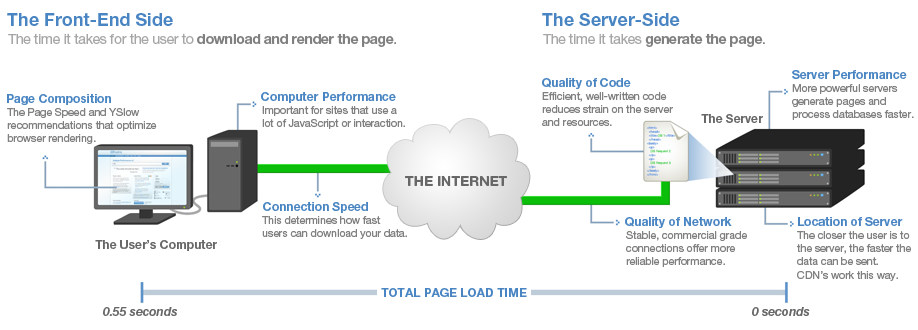 The Front-End Side
The time it takes for the user to download and render the page.
The Server-Side
The time it takes generate the page.
Page Composition
The Page Speed and YSlow
recommendations that optimize
browser rendering.
Computer Performance
Important for sites that use a
lot of JavaScript or interaction.
Quality of Code
Efficient, well-written code
reduces strain on the server
and resources.
Server Performance
More powerful servers
generate pages and
process databases faster.
The Server
THE INTERNET
Connection Speed
This determines how fast
users can download your data.
The User's Computer
Quality of Network
Stable, commercial grade
connections offer more
reliable performance.
Location of Server
The closer the user is to
the server, the faster the
data can be sent.
CDN's work this way.
TOTAL PAGE LOAD TIME
0.55 seconds
0 seconds